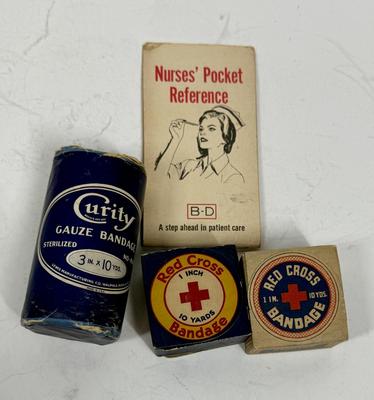 Nurses' Pocket
Reference
B-D
A step ahead in patient care
Curity
GAUZE BANDAGE
STERILIZED
3 IN. X 10 YDS.
Red Cross
1 INCH
10 YARDS
Bandage
RED CROSS
1 IN. 10 YDS.
BANDAGE